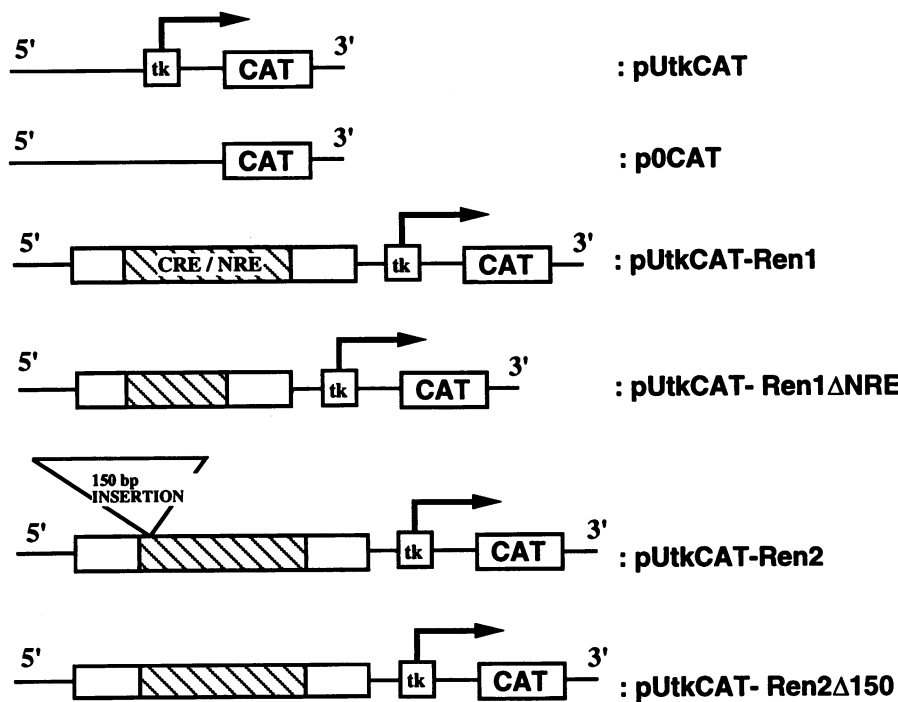 5' tk CAT 3' : pUtkCAT
5' CAT 3' : p0CAT
5' CRE / NRE tk CAT 3' : pUtkCAT-Ren1
5' tk CAT 3' : pUtkCAT- Ren1ΔNRE
150 bp
INSERTION
5' tk CAT 3' : pUtkCAT-Ren2
5' tk CAT 3' : pUtkCAT- Ren2Δ150